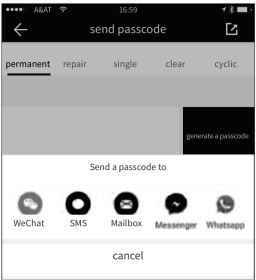 A&AT 16:59
send passcode
permanent repair single clear cyclic
generate a passcode
Send a passcode to
WeChat SMS Mailbox Messenger Whatsapp
cancel